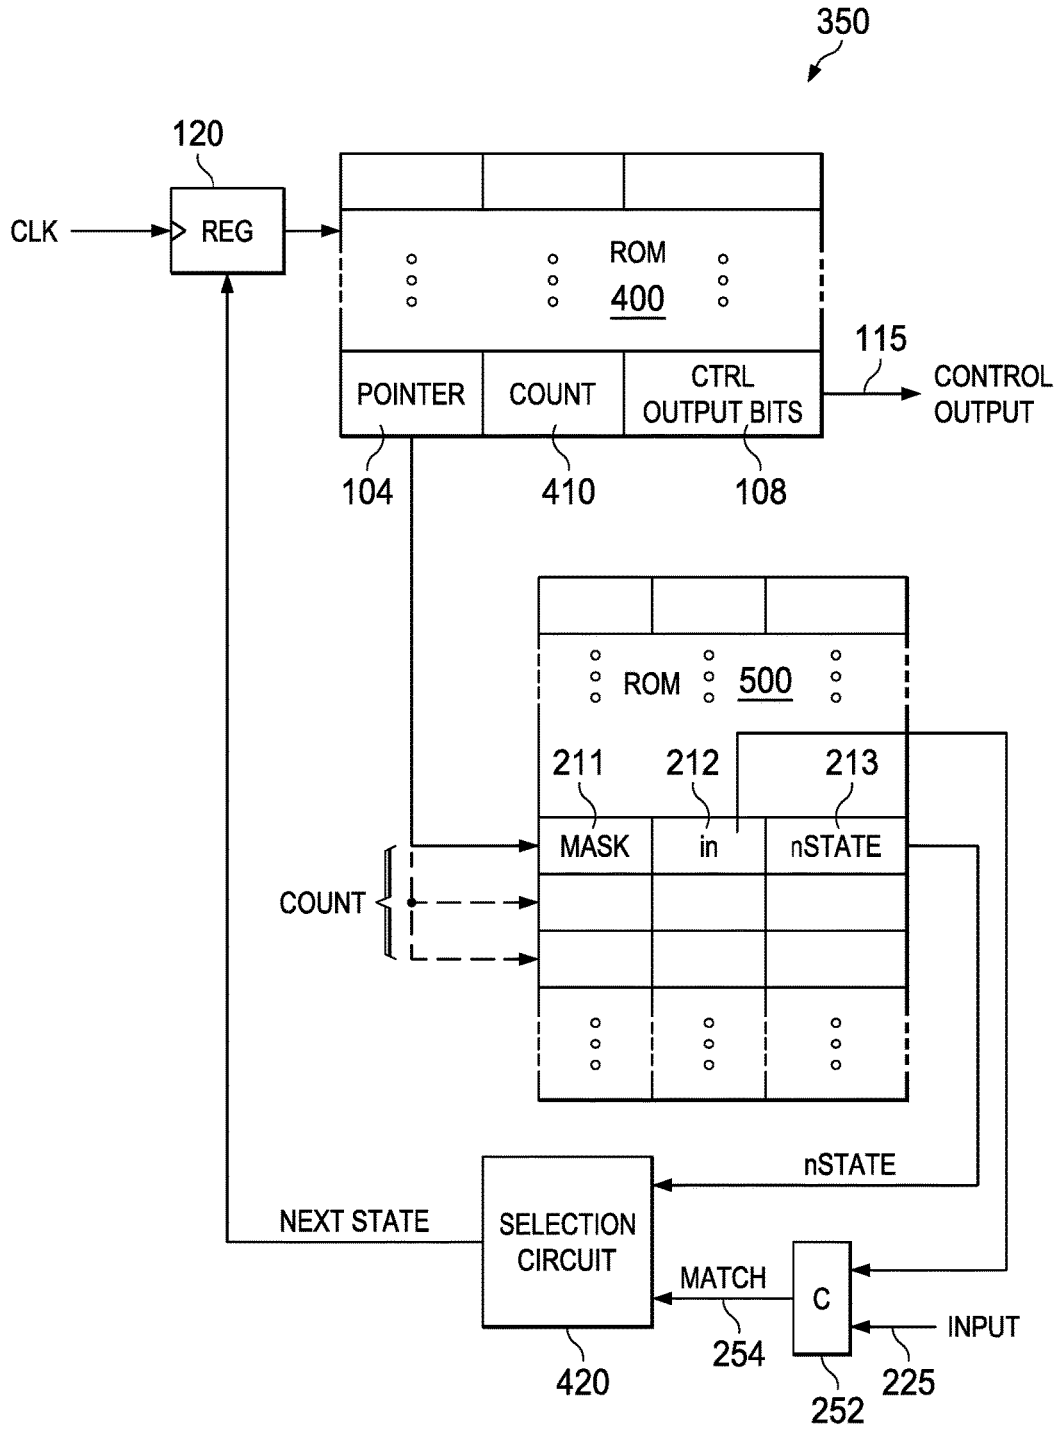 350
120
CLK
REG
ROM
400
115
POINTER
COUNT
CTRL
OUTPUT BITS
CONTROL
OUTPUT
104
410
108
ROM
500
211
212
213
MASK
in
nSTATE
COUNT
nSTATE
NEXT STATE
SELECTION
CIRCUIT
MATCH
C
INPUT
254
225
420
252